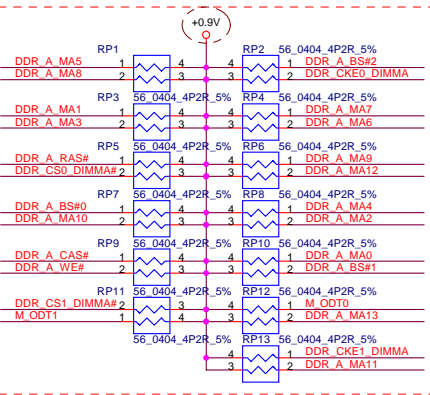 +0.9V
RP1 RP2 56_0404_4P2R_5%
DDR_A_MA5 1 4 4 1 DDR_A_BS#2
DDR_A_MA8 2 3 3 2 DDR_CKE0_DIMMA
RP3 56_0404_4P2R_5% RP4 56_0404_4P2R_5%
DDR_A_MA1 1 4 4 1 DDR_A_MA7
DDR_A_MA3 2 3 3 2 DDR_A_MA6
RP5 56_0404_4P2R_5% RP6 56_0404_4P2R_5%
DDR_A_RAS# 1 4 4 1 DDR_A_MA9
DDR_CS0_DIMMA# 2 3 3 2 DDR_A_MA12
RP7 56_0404_4P2R_5% RP8 56_0404_4P2R_5%
DDR_A_BS#0 1 4 4 1 DDR_A_MA4
DDR_A_MA10 2 3 3 2 DDR_A_MA2
RP9 56_0404_4P2R_5% RP10 56_0404_4P2R_5%
DDR_A_CAS# 1 4 4 1 DDR_A_MA0
DDR_A_WE# 2 3 3 2 DDR_A_BS#1
RP11 56_0404_4P2R_5% RP12 56_0404_4P2R_5%
DDR_CS1_DIMMA# 2 3 4 1 M_ODT0
M_ODT1 1 4 3 2 DDR_A_MA13
56_0404_4P2R_5% RP13 56_0404_4P2R_5%
4 1 DDR_CKE1_DIMMA
3 2 DDR_A_MA11